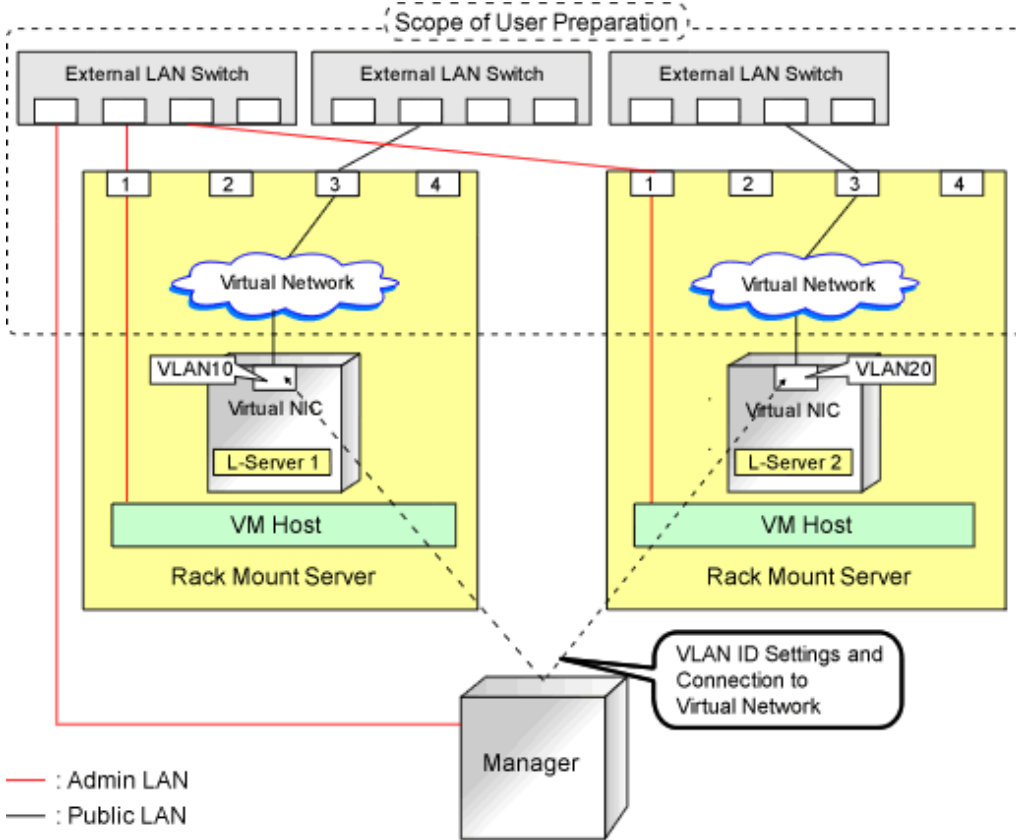 Scope of User Preparation
External LAN Switch
External LAN Switch
External LAN Switch
1
2
3
4
1
2
3
4
Virtual Network
Virtual Network
VLAN10
VLAN20
Virtual NIC
Virtual NIC
L-Server 1
L-Server 2
VM Host
VM Host
Rack Mount Server
Rack Mount Server
VLAN ID Settings and
Connection to
Virtual Network
Manager
: Admin LAN
: Public LAN